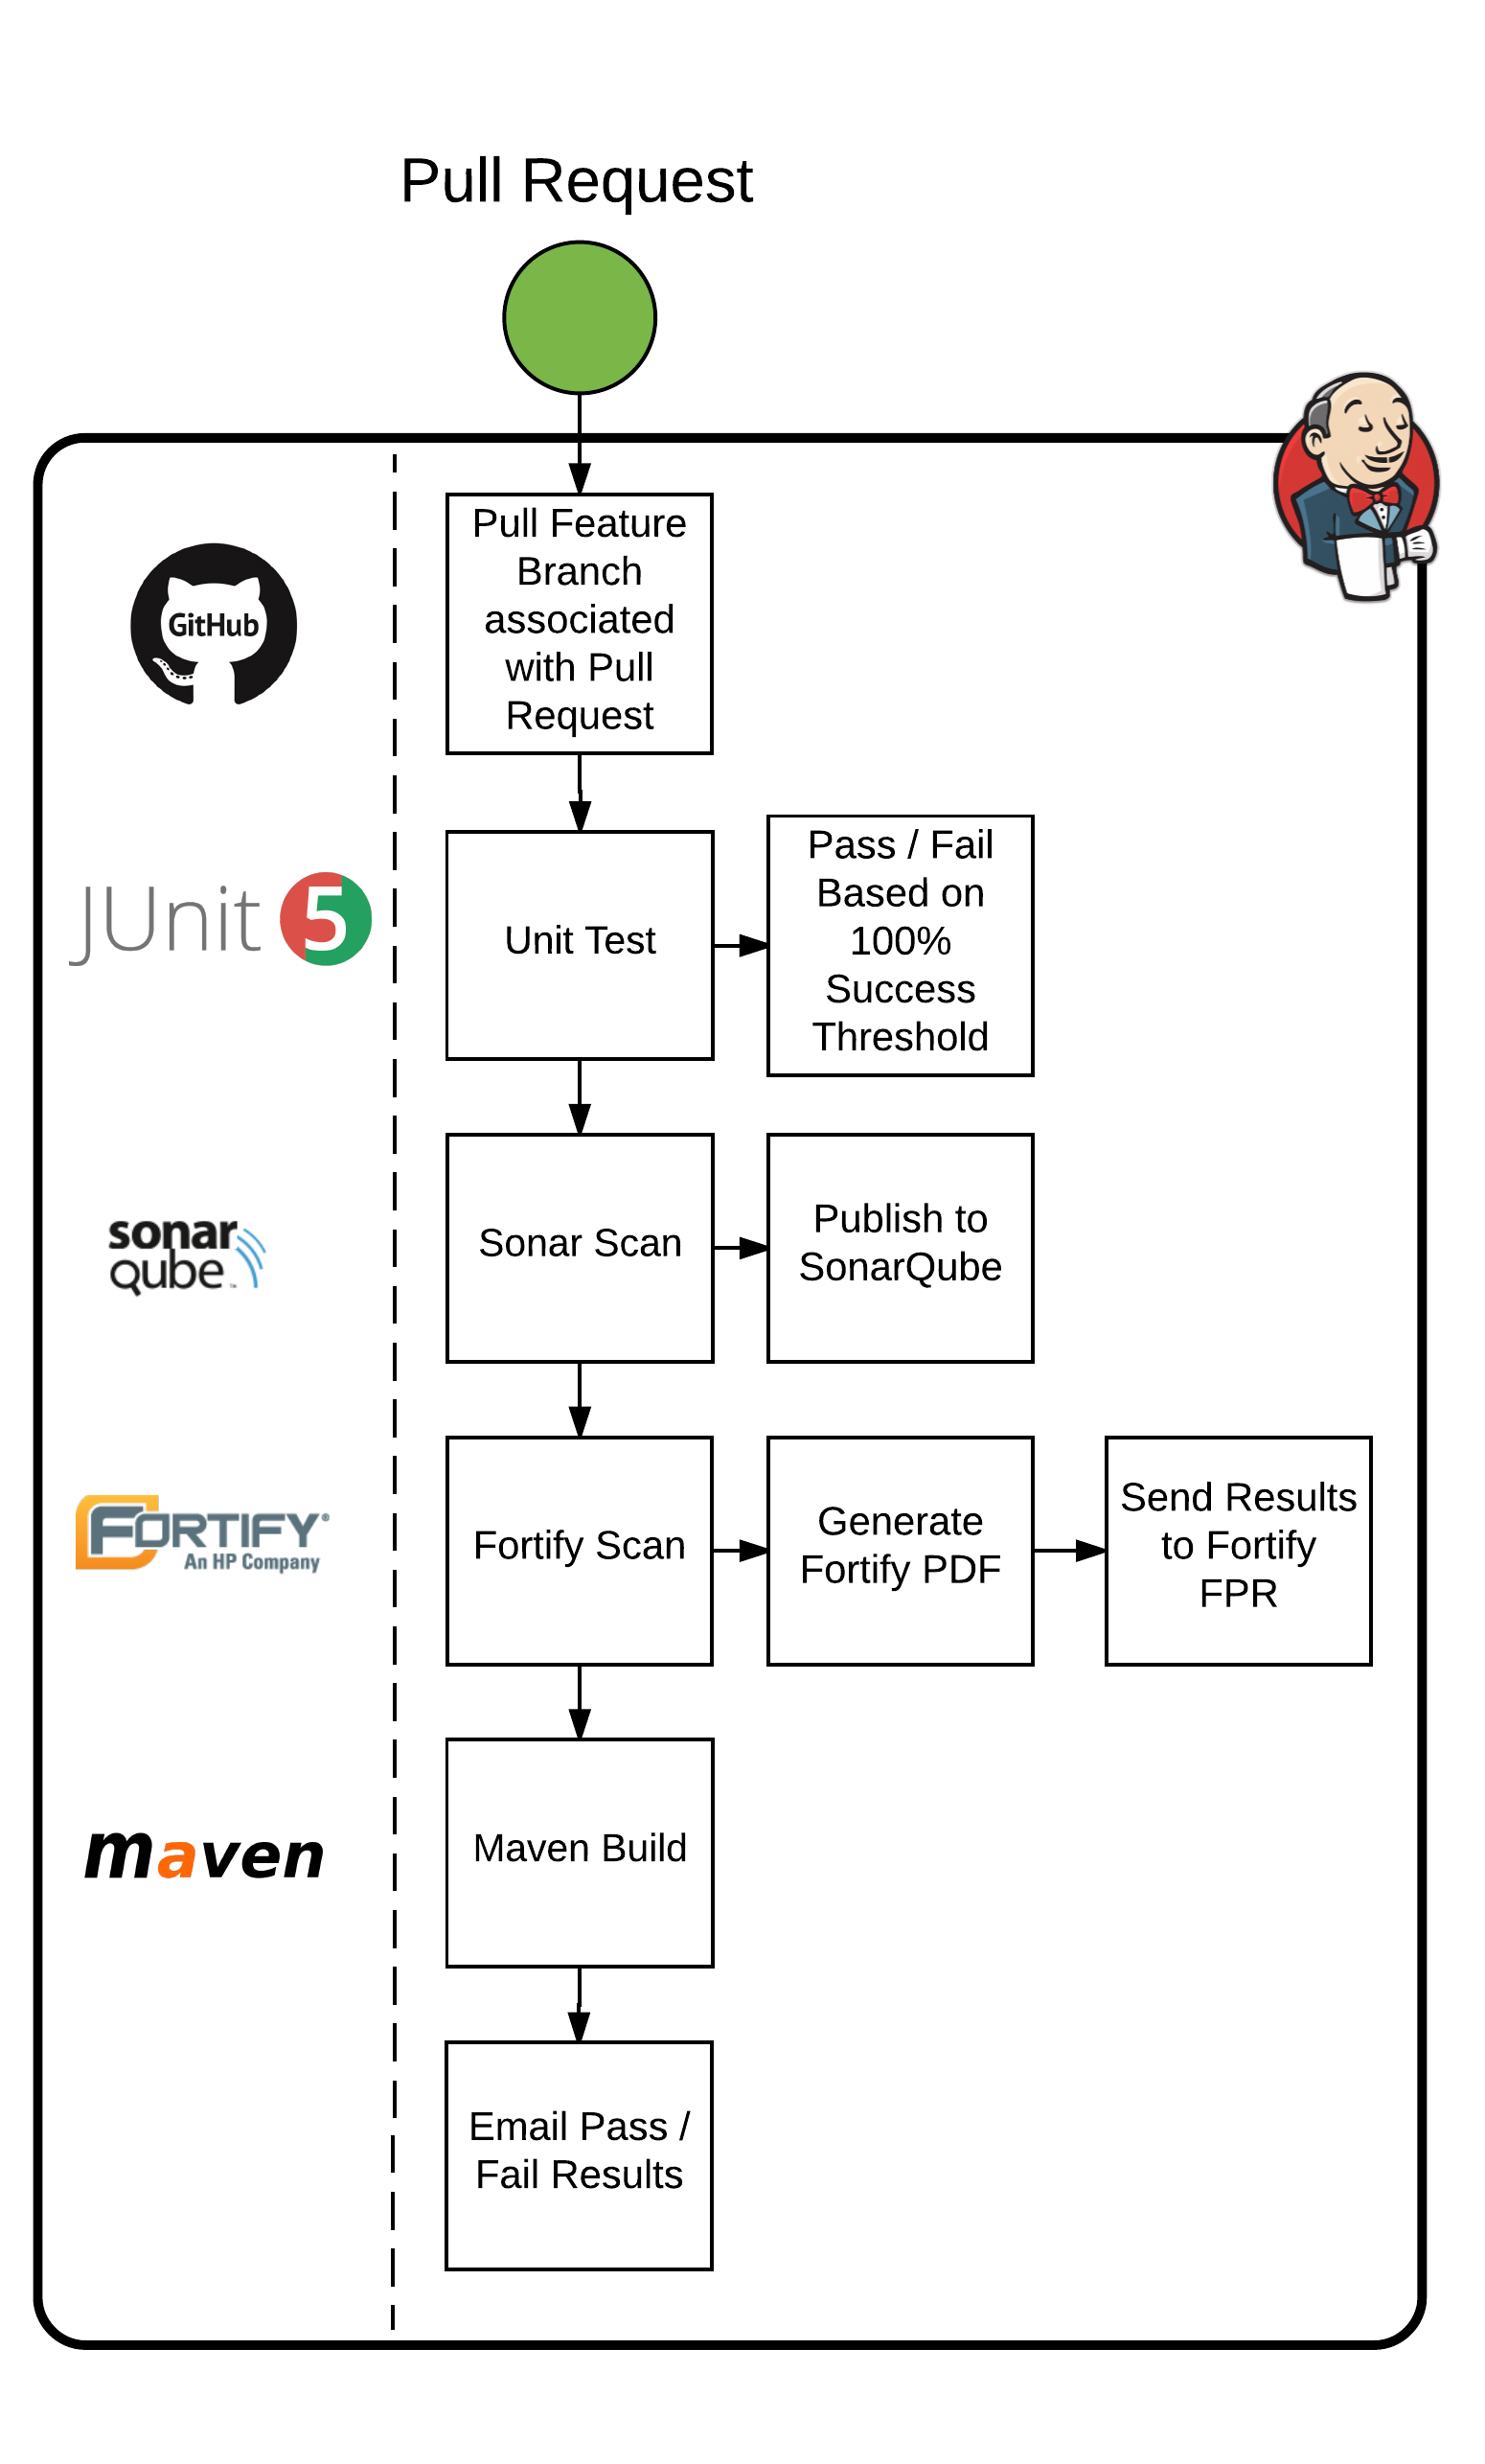 Pull Request
Pull Feature
Branch
associated
with Pull
Request
GitHub
JUnit 5
Unit Test
Pass / Fail
Based on
100%
Success
Threshold
sonar
qube
Sonar Scan
Publish to
SonarQube
FORTIFY®
An HP Company
Fortify Scan
Generate
Fortify PDF
Send Results
to Fortify
FPR
maven
Maven Build
Email Pass /
Fail Results